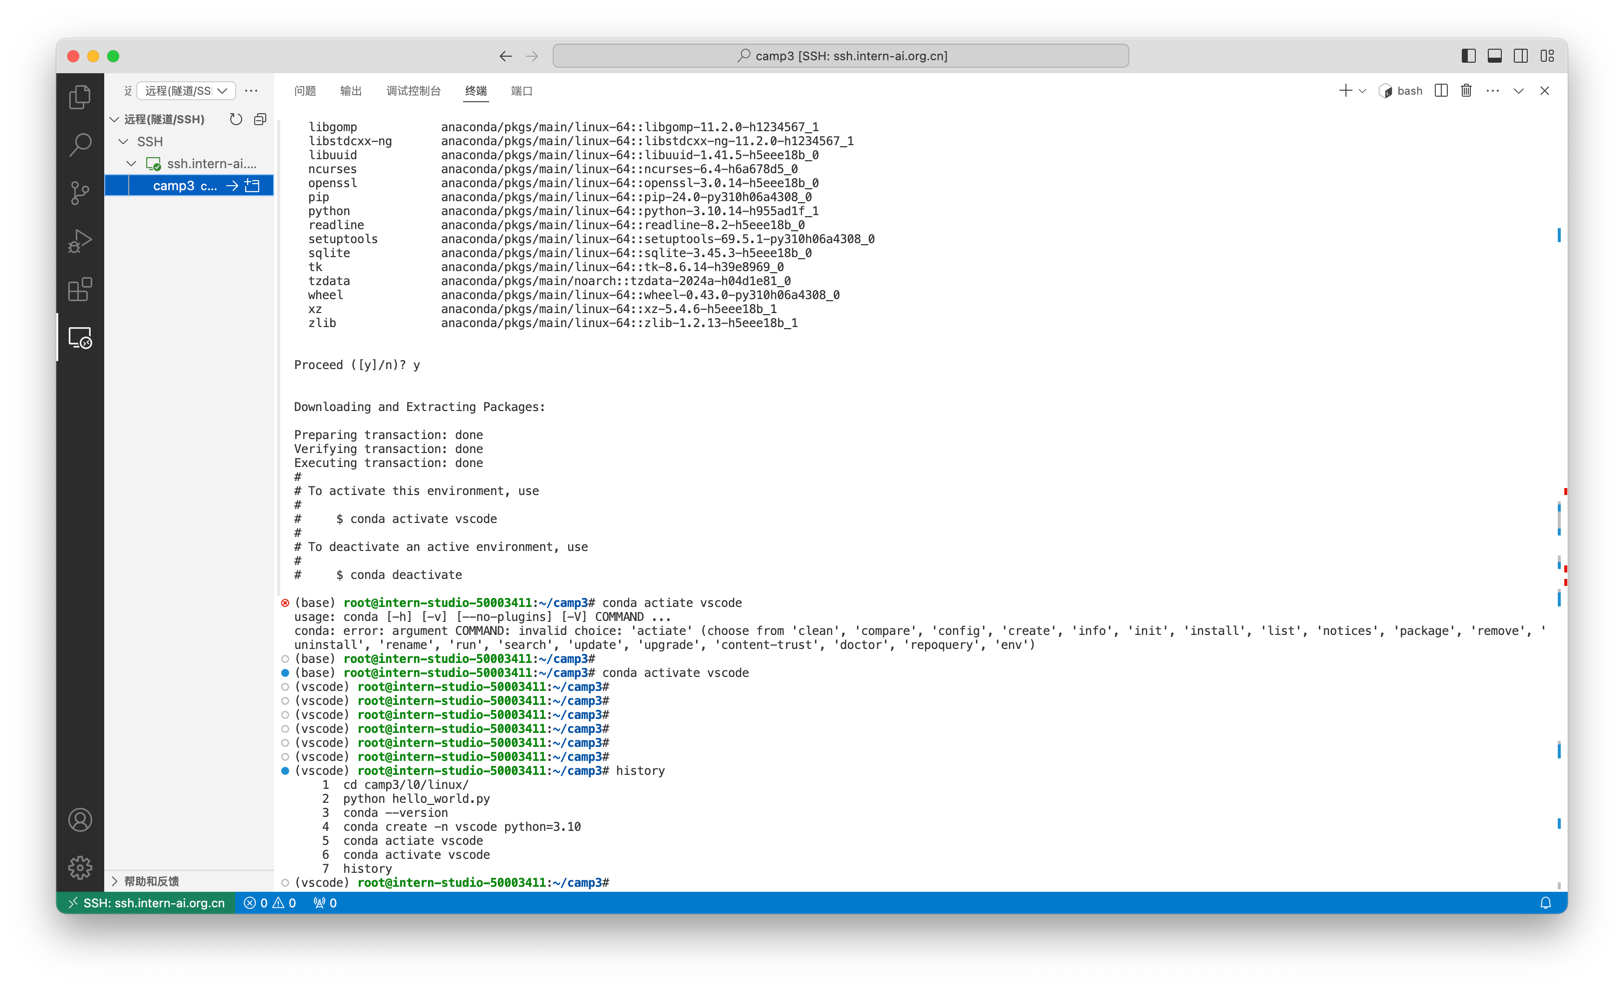 camp3 [SSH: ssh.intern-ai.org.cn]
远程(隧道/SS
问题 输出 调试控制台 终端 端口
bash
远程(隧道/SSH)
SSH
ssh.intern-ai....
camp3 c...
libgomp anaconda/pkgs/main/linux-64::libgomp-11.2.0-h1234567_1
libstdcxx-ng anaconda/pkgs/main/linux-64::libstdcxx-ng-11.2.0-h1234567_1
libuuid anaconda/pkgs/main/linux-64::libuuid-1.41.5-h5eee18b_0
ncurses anaconda/pkgs/main/linux-64::ncurses-6.4-h6a678d5_0
openssl anaconda/pkgs/main/linux-64::openssl-3.0.14-h5eee18b_0
pip anaconda/pkgs/main/linux-64::pip-24.0-py310h06a4308_0
python anaconda/pkgs/main/linux-64::python-3.10.14-h955ad1f_1
readline anaconda/pkgs/main/linux-64::readline-8.2-h5eee18b_0
setuptools anaconda/pkgs/main/linux-64::setuptools-69.5.1-py310h06a4308_0
sqlite anaconda/pkgs/main/linux-64::sqlite-3.45.3-h5eee18b_0
tk anaconda/pkgs/main/linux-64::tk-8.6.14-h39e8969_0
tzdata anaconda/pkgs/main/noarch::tzdata-2024a-h04d1e81_0
wheel anaconda/pkgs/main/linux-64::wheel-0.43.0-py310h06a4308_0
xz anaconda/pkgs/main/linux-64::xz-5.4.6-h5eee18b_1
zlib anaconda/pkgs/main/linux-64::zlib-1.2.13-h5eee18b_1
Proceed ([y]/n)? y
Downloading and Extracting Packages:
Preparing transaction: done
Verifying transaction: done
Executing transaction: done
#
# To activate this environment, use
#
# $ conda activate vscode
#
# To deactivate an active environment, use
#
# $ conda deactivate
(base) root@intern-studio-50003411:~/camp3# conda actiate vscode
usage: conda [-h] [-v] [--no-plugins] [-V] COMMAND ...
conda: error: argument COMMAND: invalid choice: 'actiate' (choose from 'clean', 'compare', 'config', 'create', 'info', 'init', 'install', 'list', 'notices', 'package', 'remove', '
uninstall', 'rename', 'run', 'search', 'update', 'upgrade', 'content-trust', 'doctor', 'repoquery', 'env')
(base) root@intern-studio-50003411:~/camp3#
(base) root@intern-studio-50003411:~/camp3# conda activate vscode
(vscode) root@intern-studio-50003411:~/camp3#
(vscode) root@intern-studio-50003411:~/camp3#
(vscode) root@intern-studio-50003411:~/camp3#
(vscode) root@intern-studio-50003411:~/camp3#
(vscode) root@intern-studio-50003411:~/camp3#
(vscode) root@intern-studio-50003411:~/camp3#
(vscode) root@intern-studio-50003411:~/camp3# history
1 cd camp3/l0/linux/
2 python hello_world.py
3 conda --version
4 conda create -n vscode python=3.10
5 conda actiate vscode
6 conda activate vscode
7 history
(vscode) root@intern-studio-50003411:~/camp3#
帮助和反馈
SSH: ssh.intern-ai.org.cn 0 0 0